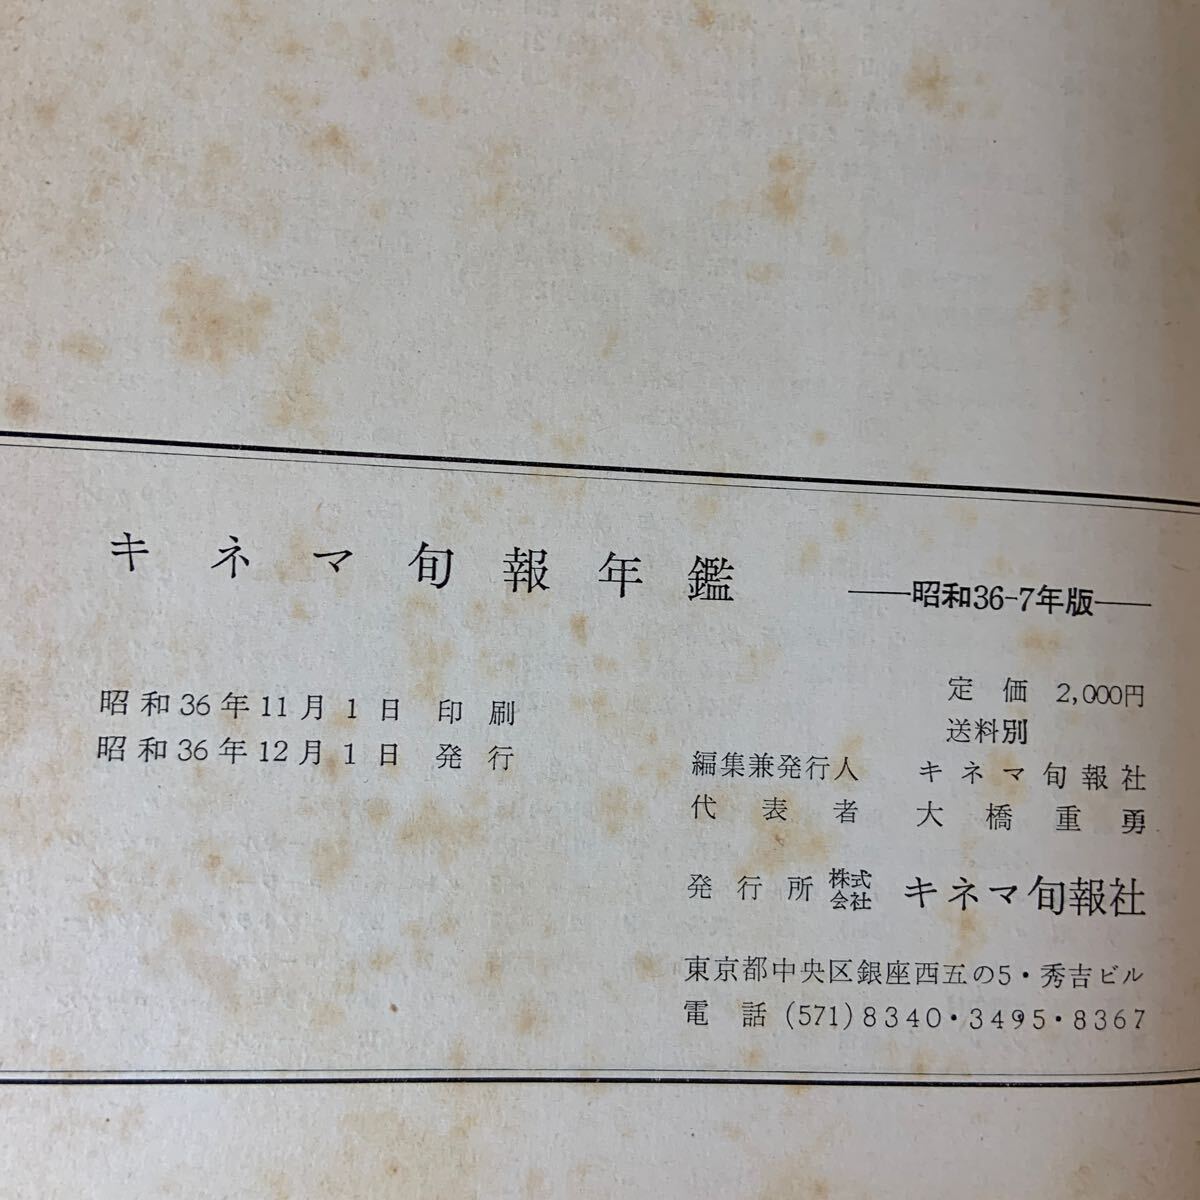 キネマ旬報年鑑 ――昭和36-7年版――
昭和36年11月1日 印刷
昭和36年12月1日 発行
定価 2,000円
送料別
編集兼発行人 キネマ旬報社
代表者 大橋重勇
発行所 株式会社 キネマ旬報社
東京都中央区銀座西五の5・秀吉ビル
電話 (571)8340・3495・8367